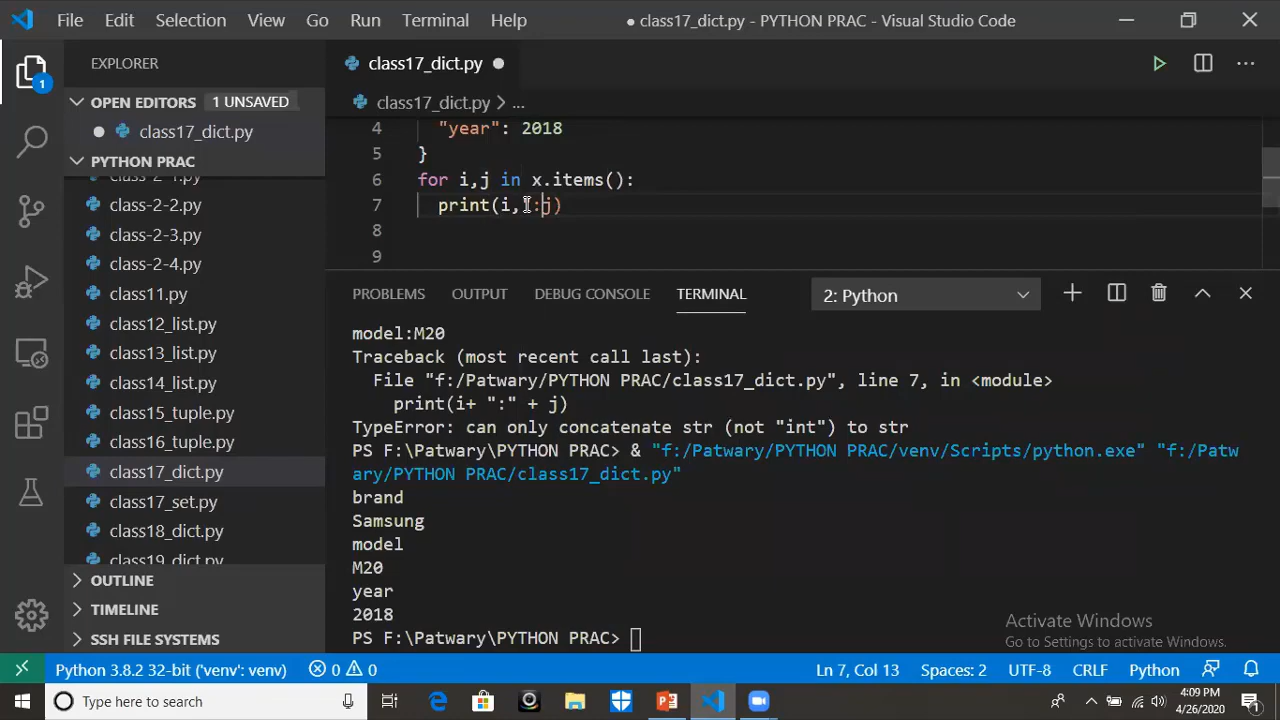 File Edit Selection View Go Run Terminal Help ● class17_dict.py - PYTHON PRAC - Visual Studio Code
EXPLORER
OPEN EDITORS 1 UNSAVED
● class17_dict.py
PYTHON PRAC
class-2-2.py
class-2-3.py
class-2-4.py
class11.py
class12_list.py
class13_list.py
class14_list.py
class15_tuple.py
class16_tuple.py
class17_dict.py
class17_set.py
class18_dict.py
class19_dict.py
OUTLINE
TIMELINE
SSH FILE SYSTEMS
1
class17_dict.py ●
class17_dict.py > ...
4 "year": 2018
5 }
6 for i,j in x.items():
7 print(i, :j)
8
9
PROBLEMS OUTPUT DEBUG CONSOLE TERMINAL 2: Python
model:M20
Traceback (most recent call last):
File "f:/Patwary/PYTHON PRAC/class17_dict.py", line 7, in <module>
print(i+ ":" + j)
TypeError: can only concatenate str (not "int") to str
PS F:\Patwary\PYTHON PRAC> & "f:/Patwary/PYTHON PRAC/venv/Scripts/python.exe" "f:/Patw
ary/PYTHON PRAC/class17_dict.py"
brand
Samsung
model
M20
year
2018
PS F:\Patwary\PYTHON PRAC>
Activate Windows
Go to Settings to activate Windows.
Python 3.8.2 32-bit ('venv': venv) 0 0 Ln 7, Col 13 Spaces: 2 UTF-8 CRLF Python
Type here to search
4:09 PM
4/26/2020
1